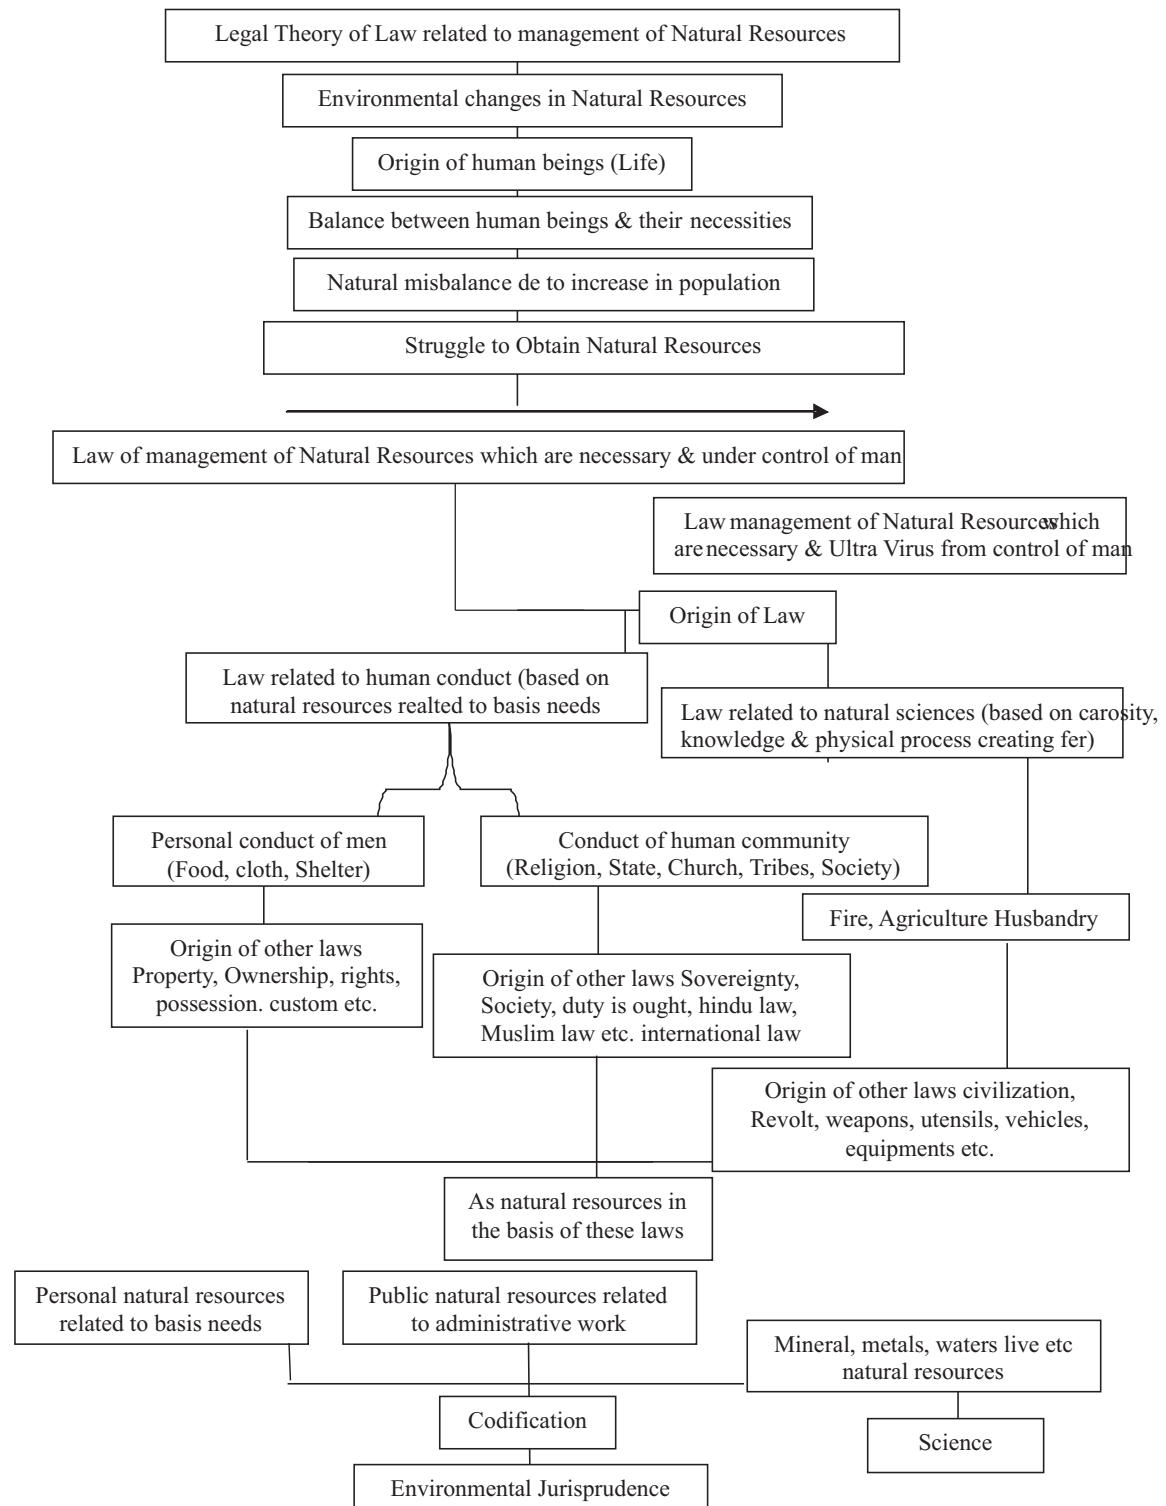 Legal Theory of Law related to management of Natural Resources
Environmental changes in Natural Resources
Origin of human beings (Life)
Balance between human beings & their necessities
Natural misbalance de to increase in population
Struggle to Obtain Natural Resources
Law of management of Natural Resources which are necessary & under control of man
Law management of Natural Resources which
are necessary & Ultra Virus from control of man
Origin of Law
Law related to human conduct (based on
natural resources realted to basis needs
Law related to natural sciences (based on carosity,
knowledge & physical process creating fer)
Personal conduct of men
(Food, cloth, Shelter)
Conduct of human community
(Religion, State, Church, Tribes, Society)
Fire, Agriculture Husbandry
Origin of other laws
Property, Ownership, rights,
possession. custom etc.
Origin of other laws Sovereignty,
Society, duty is ought, hindu law,
Muslim law etc. international law
Origin of other laws civilization,
Revolt, weapons, utensils, vehicles,
equipments etc.
As natural resources in
the basis of these laws
Personal natural resources
related to basis needs
Public natural resources related
to administrative work
Mineral, metals, waters live etc
natural resources
Codification
Science
Environmental Jurisprudence